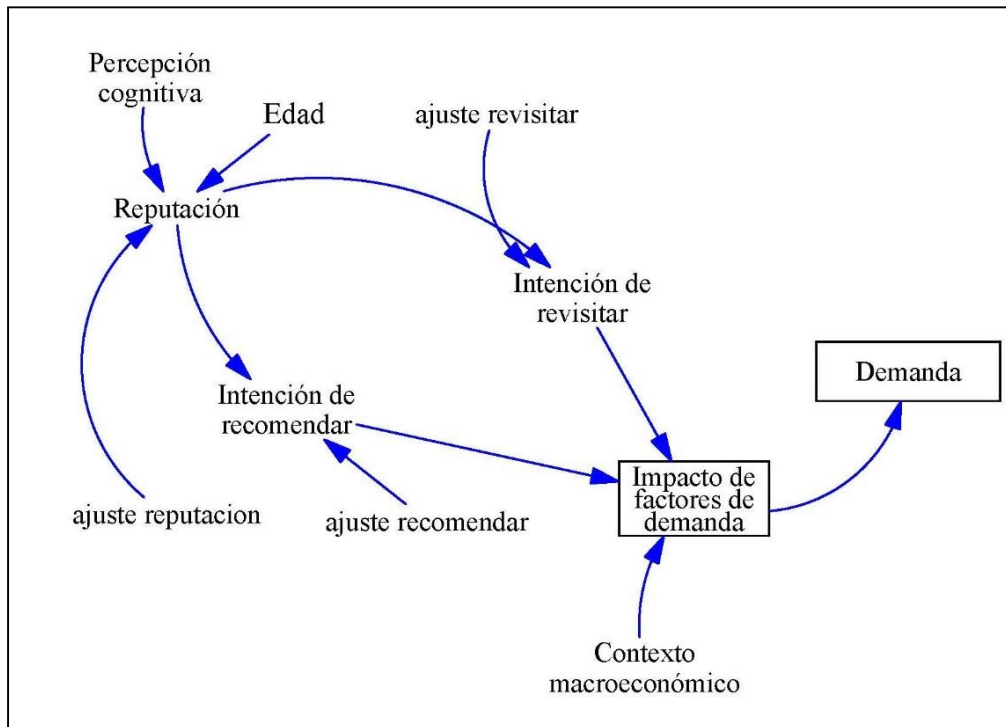 Percepción
cognitiva
Edad
ajuste revisitar
Reputación
Intención de
revisitar
Demanda
Intención de
recomendar
Impacto de
factores de
demanda
ajuste reputacion
ajuste recomendar
Contexto
macroeconómico